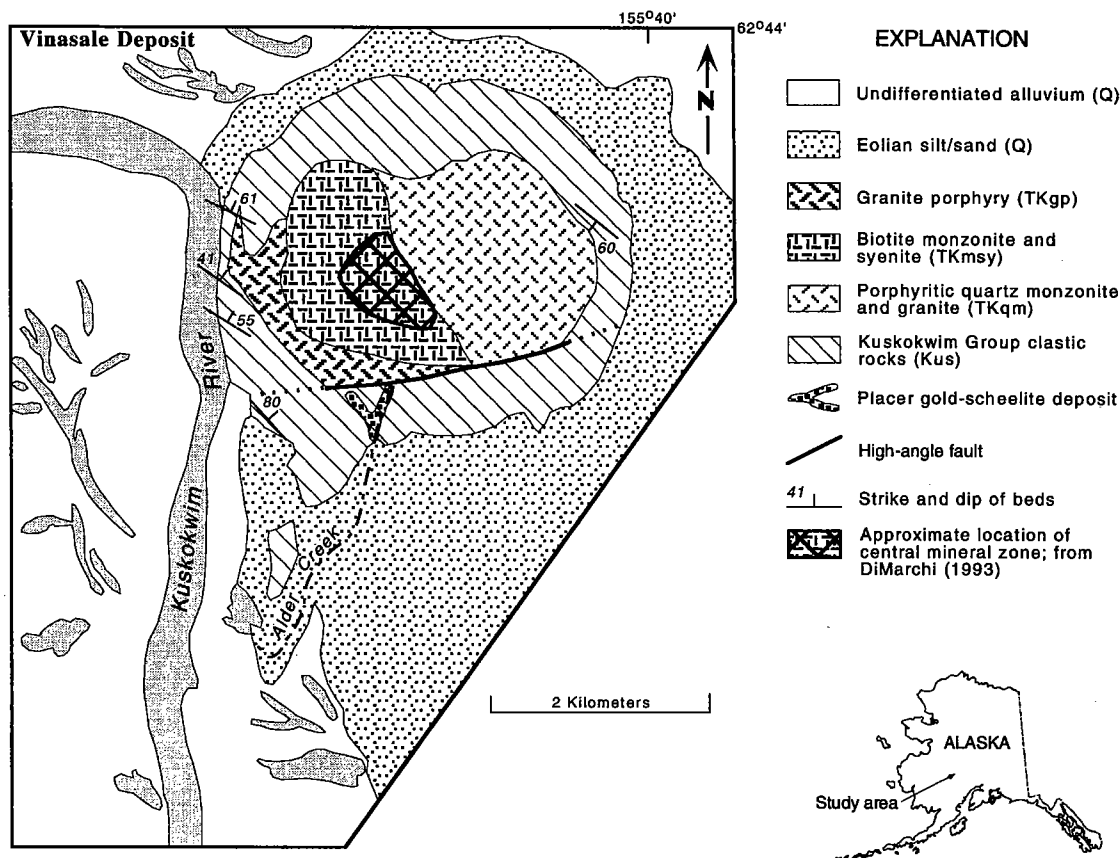 Vinasale Deposit
155°40'
62°44'
N
61
41
55
60
80
River
Kuskokwim
Alder Creek
2 Kilometers
EXPLANATION
Undifferentiated alluvium (Q)
Eolian silt/sand (Q)
Granite porphyry (TKgp)
Biotite monzonite and
syenite (TKmsy)
Porphyritic quartz monzonite
and granite (TKqm)
Kuskokwim Group clastic
rocks (Kus)
Placer gold-scheelite deposit
High-angle fault
41
Strike and dip of beds
Approximate location of
central mineral zone; from
DiMarchi (1993)
ALASKA
Study area